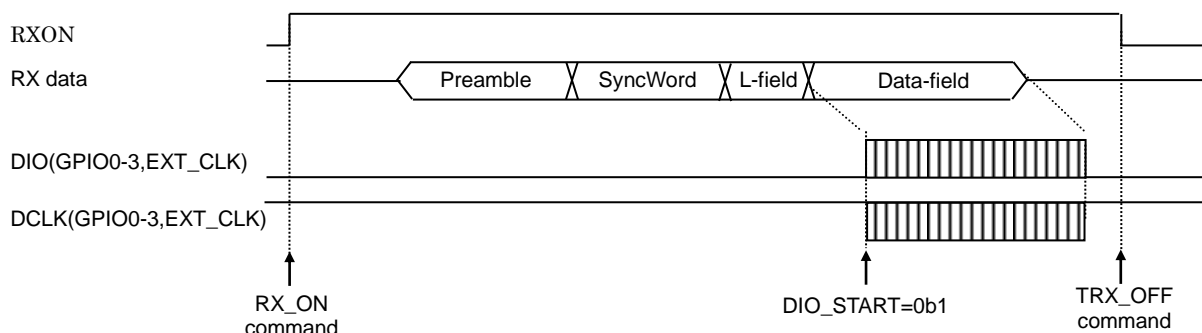 RXON
RX data
Preamble
SyncWord
L-field
Data-field
DIO(GPIO0-3,EXT_CLK)
DCLK(GPIO0-3,EXT_CLK)
RX_ON
command
DIO_START=0b1
TRX_OFF
command